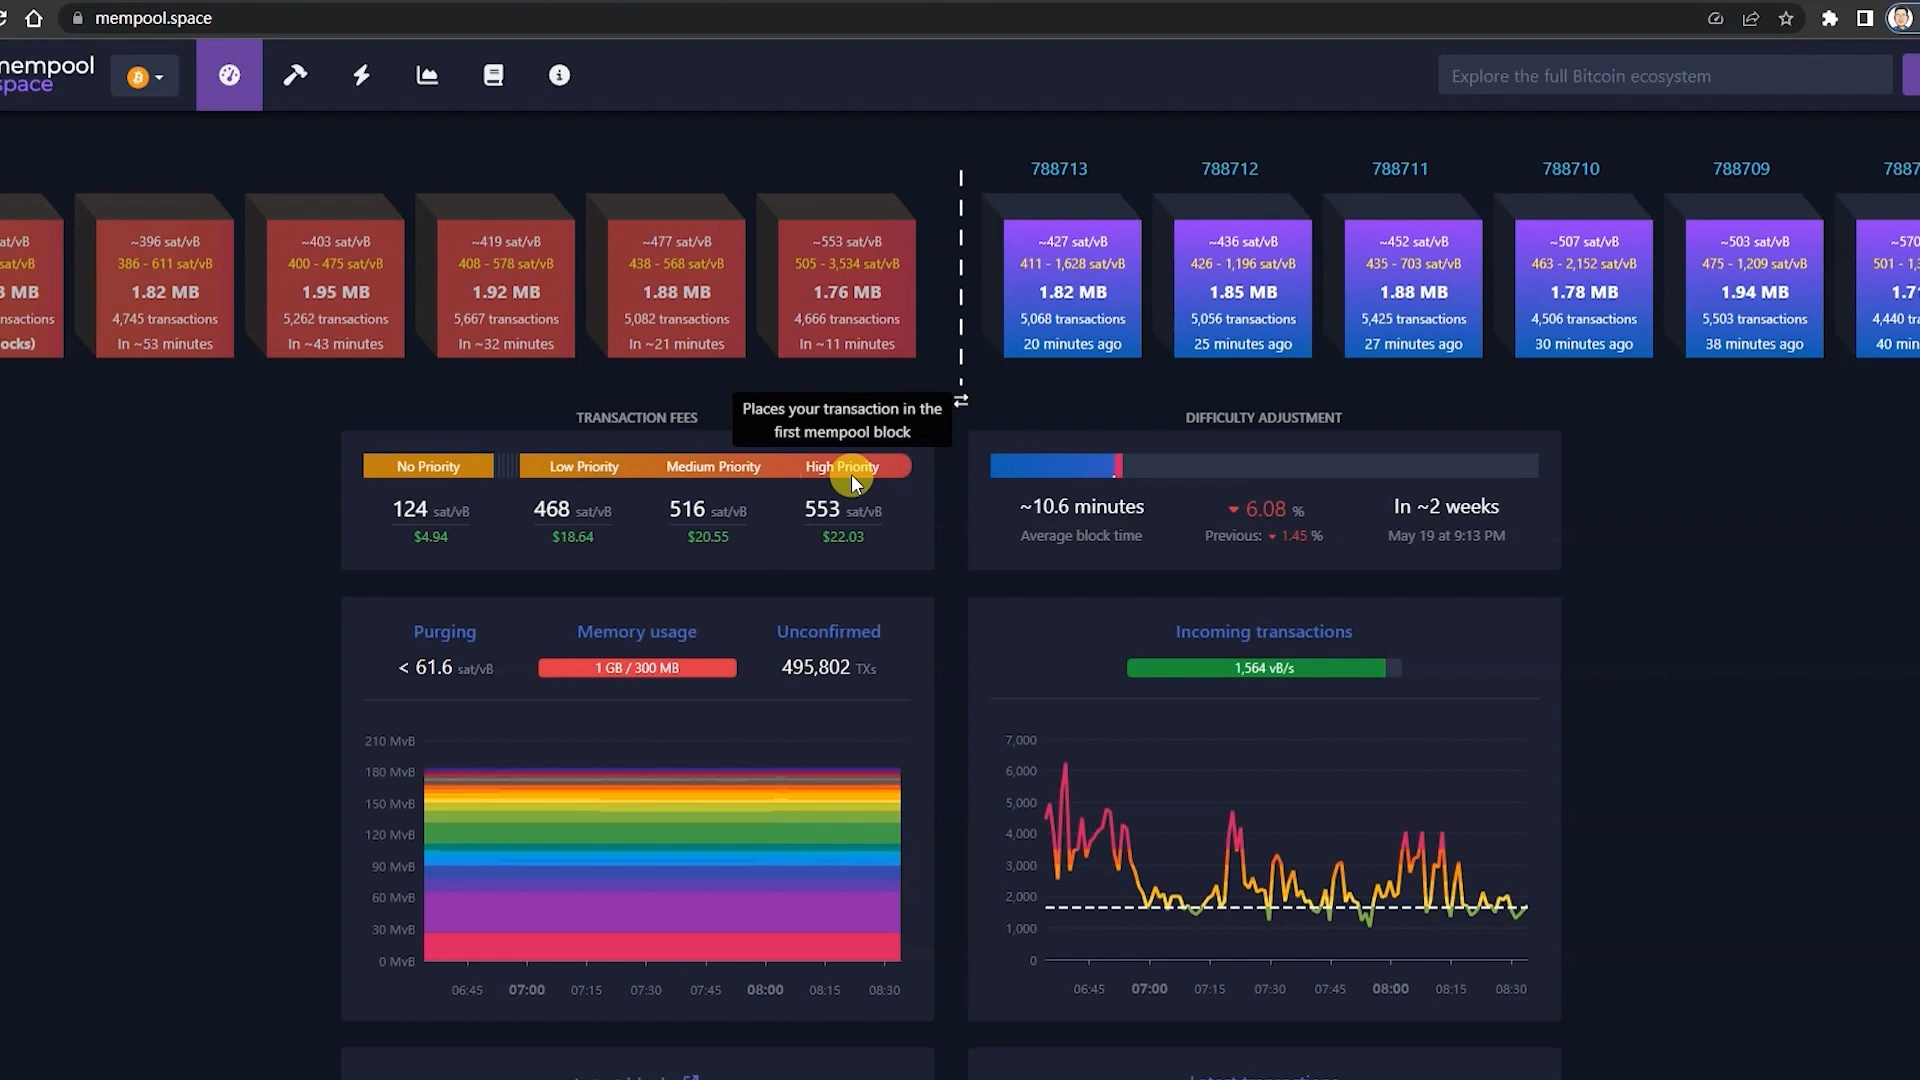 mempool.space
mempool
space
Explore the full Bitcoin ecosystem
788713
788712
788711
788710
788709
788
at/vB
sat/vB
MB
nsactions
ocks)
~396 sat/vB
386 - 611 sat/vB
1.82 MB
4,745 transactions
In ~53 minutes
~403 sat/vB
400 - 475 sat/vB
1.95 MB
5,262 transactions
In ~43 minutes
~419 sat/vB
408 - 578 sat/vB
1.92 MB
5,667 transactions
In ~32 minutes
~477 sat/vB
438 - 568 sat/vB
1.88 MB
5,082 transactions
In ~21 minutes
~553 sat/vB
505 - 3,534 sat/vB
1.76 MB
4,666 transactions
In ~11 minutes
~427 sat/vB
411 - 1,628 sat/vB
1.82 MB
5,068 transactions
20 minutes ago
~436 sat/vB
426 - 1,196 sat/vB
1.85 MB
5,056 transactions
25 minutes ago
~452 sat/vB
435 - 703 sat/vB
1.88 MB
5,425 transactions
27 minutes ago
~507 sat/vB
463 - 2,152 sat/vB
1.78 MB
4,506 transactions
30 minutes ago
~503 sat/vB
475 - 1,209 sat/vB
1.94 MB
5,503 transactions
38 minutes ago
~570
501 - 1,
1.7
4,440 tra
40 min
TRANSACTION FEES
Places your transaction in the
first mempool block
No Priority
Low Priority
Medium Priority
High Priority
124 sat/vB
468 sat/vB
516 sat/vB
553 sat/vB
$4.94
$18.64
$20.55
$22.03
DIFFICULTY ADJUSTMENT
~10.6 minutes
6.08 %
In ~2 weeks
Average block time
Previous: 1.45 %
May 19 at 9:13 PM
Purging
Memory usage
Unconfirmed
< 61.6 sat/vB
1 GB / 300 MB
495,802 TXs
210 MvB
180 MvB
150 MvB
120 MvB
90 MvB
60 MvB
30 MvB
0 MvB
06:45 07:00 07:15 07:30 07:45 08:00 08:15 08:30
Incoming transactions
1,564 vB/s
7,000
6,000
5,000
4,000
3,000
2,000
1,000
0
06:45 07:00 07:15 07:30 07:45 08:00 08:15 08:30